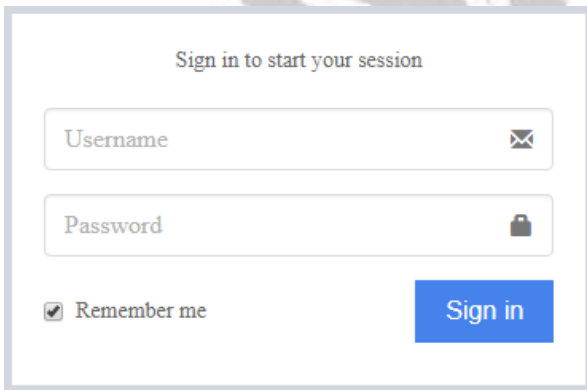 Sign in to start your session
Username
Password
Remember me
Sign in